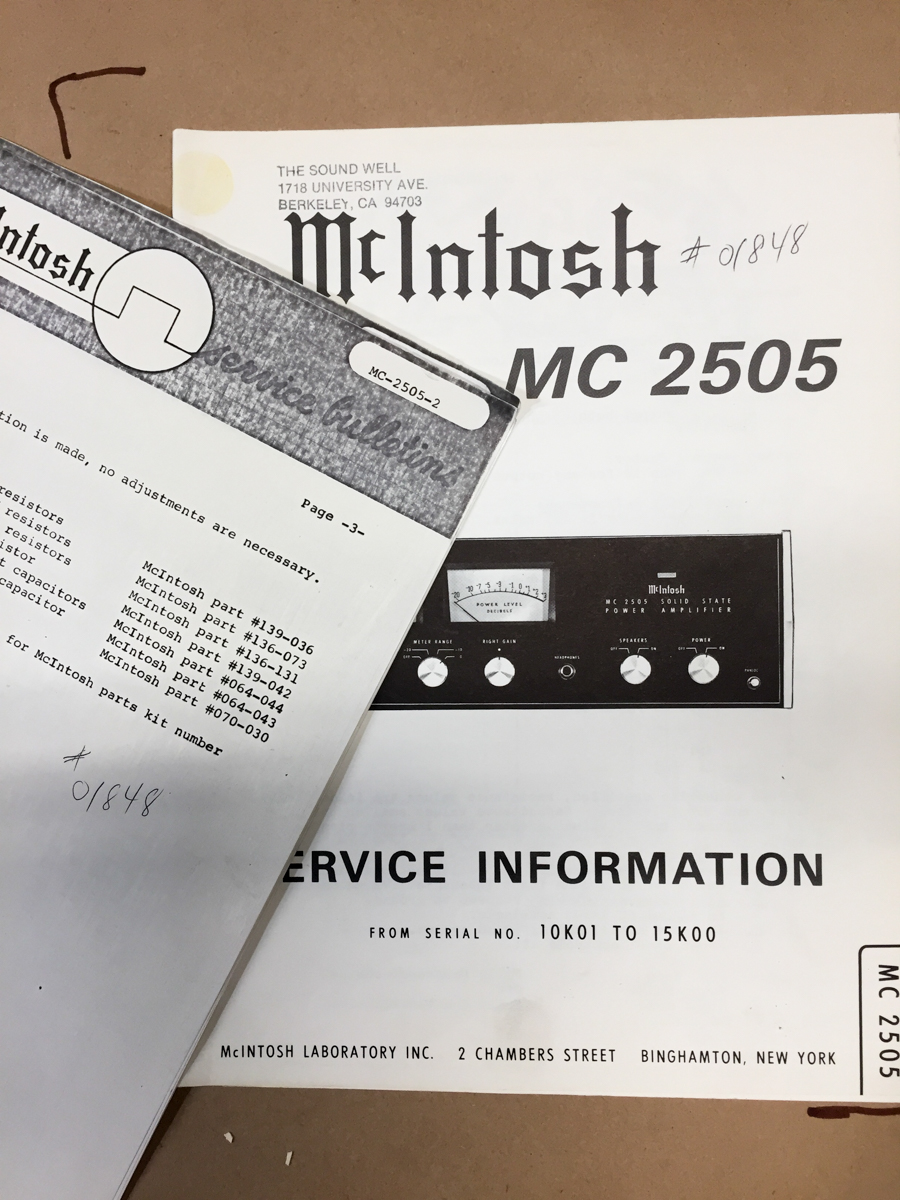 THE SOUND WELL
1718 UNIVERSITY AVE.
BERKELEY, CA 94703
McIntosh
# 01848
MC 2505
POWER LEVEL
DECIBELS
McIntosh
MC 2505 SOLID STATE
POWER AMPLIFIER
METER RANGE
RIGHT GAIN
HEADPHONES
SPEAKERS
OFF ON
POWER
OFF ON
PANLOC
ERVICE INFORMATION
FROM SERIAL NO. 10K01 TO 15K00
McINTOSH LABORATORY INC. 2 CHAMBERS STREET BINGHAMTON, NEW YORK
MC 2505
ntosh
service bulletins
MC-2505-2
Page -3-
tion is made, no adjustments are necessary.
resistors McIntosh part #139-036
resistors McIntosh part #136-073
resistors McIntosh part #136-131
istor McIntosh part #139-042
t capacitors McIntosh part #064-044
capacitor McIntosh part #064-043
McIntosh part #070-030
for McIntosh parts kit number
#
01848